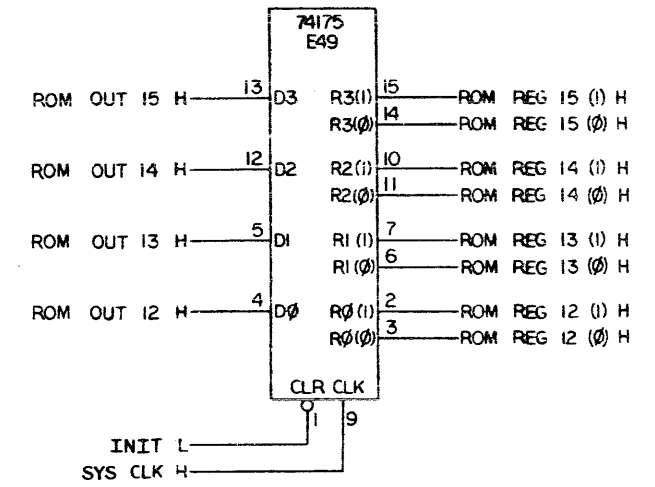 74175
E49
ROM OUT 15 H 13 D3 R3(1) 15 ROM REG 15 (1) H
R3(Ø) 14 ROM REG 15 (Ø) H
ROM OUT 14 H 12 D2 R2(1) 10 ROM REG 14 (1) H
R2(Ø) 11 ROM REG 14 (Ø) H
ROM OUT 13 H 5 D1 R1(1) 7 ROM REG 13 (1) H
R1(Ø) 6 ROM REG 13 (Ø) H
ROM OUT 12 H 4 DØ RØ(1) 2 ROM REG 12 (1) H
RØ(Ø) 3 ROM REG 12 (Ø) H
CLR CLK
1 9
INIT L
SYS CLK H